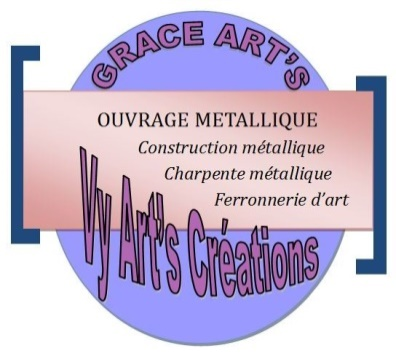 GRACE ART'S
OUVRAGE METALLIQUE
Construction métallique
Charpente métallique
Ferronnerie d'art
Vy Art's Créations